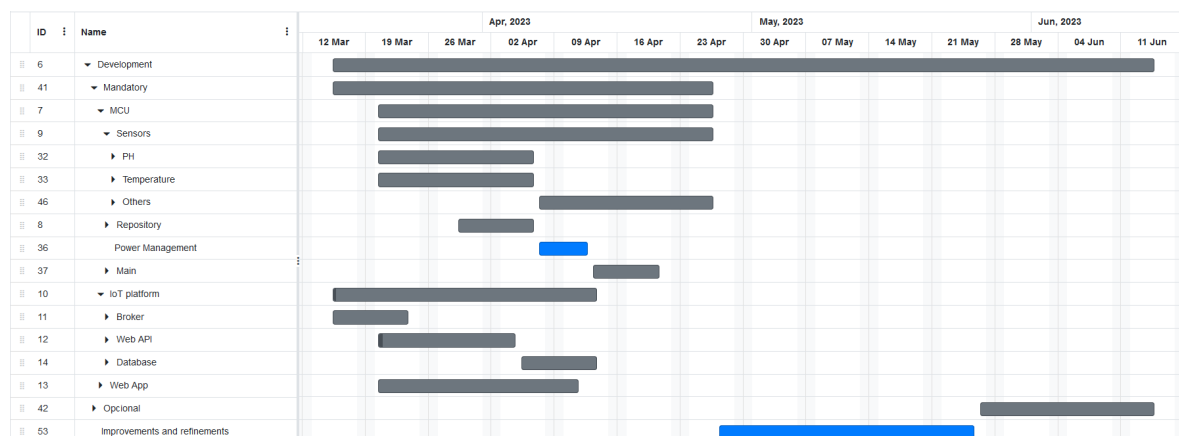 Apr, 2023 May, 2023 Jun, 2023
ID Name
12 Mar 19 Mar 26 Mar 02 Apr 09 Apr 16 Apr 23 Apr 30 Apr 07 May 14 May 21 May 28 May 04 Jun 11 Jun
6 Development
41 Mandatory
7 MCU
9 Sensors
32 PH
33 Temperature
46 Others
8 Repository
36 Power Management
37 Main
10 IoT platform
11 Broker
12 Web API
14 Database
13 Web App
42 Opcional
53 Improvements and refinements